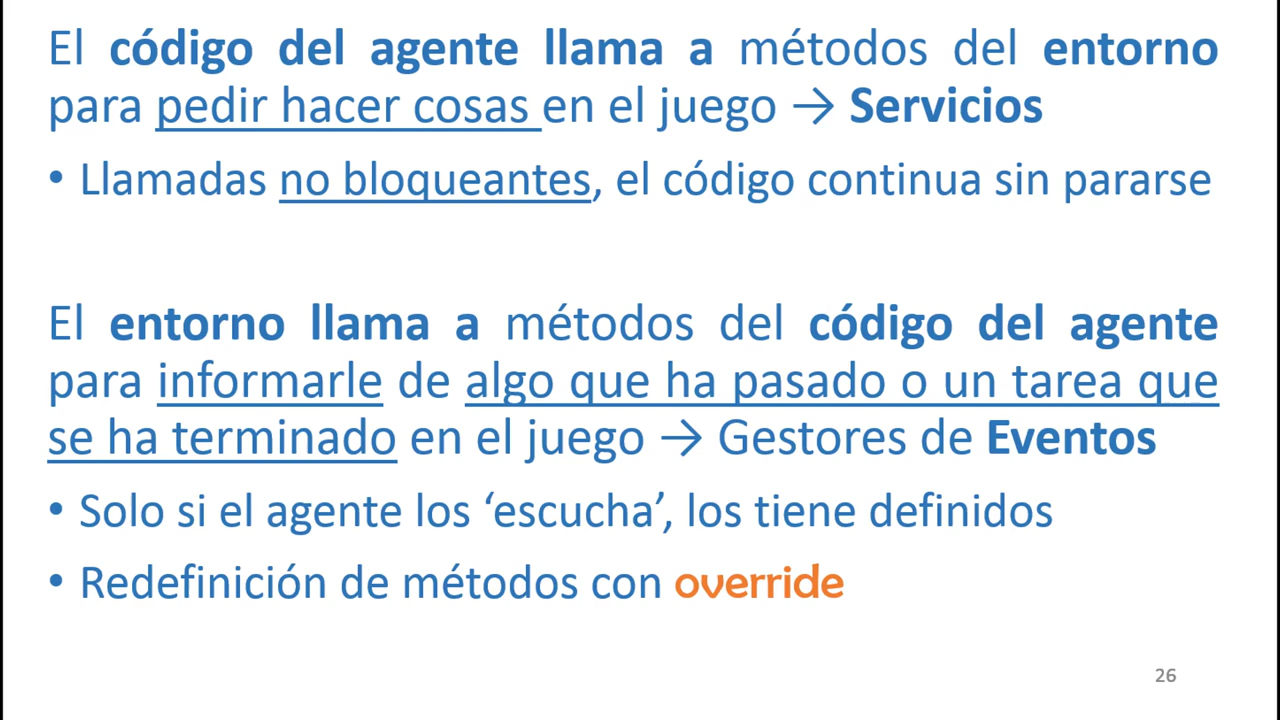 El código del agente llama a métodos del entorno
para pedir hacer cosas en el juego → Servicios
• Llamadas no bloqueantes, el código continua sin pararse
El entorno llama a métodos del código del agente
para informarle de algo que ha pasado o un tarea que
se ha terminado en el juego → Gestores de Eventos
• Solo si el agente los ‘escucha’, los tiene definidos
• Redefinición de métodos con override
26